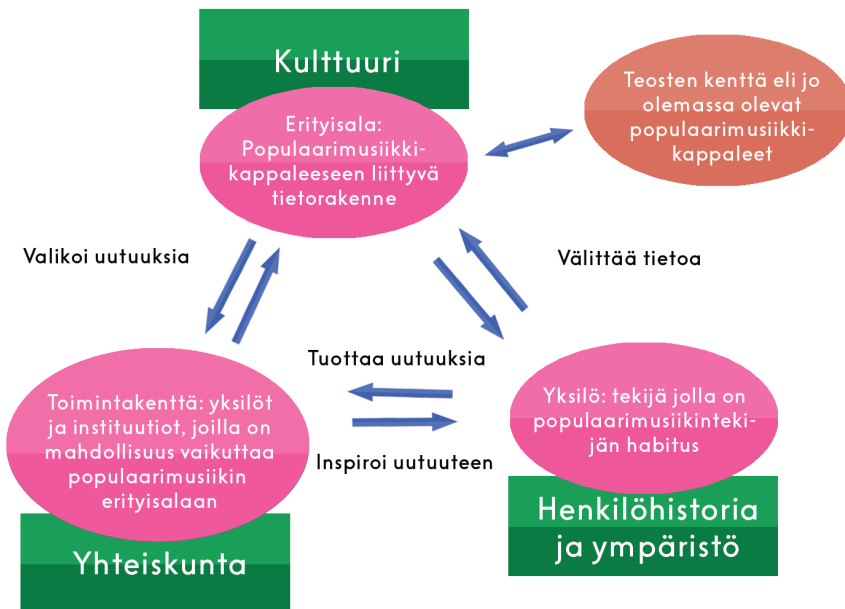 Kulttuuri
Erityisala:
Populaarimusiikki-
kappaleeseen liittyvä
tietorakenne
Teosten kenttä eli jo
olemassa olevat
populaarimusiikki-
kappaleet
Valikoi uutuuksia
Välittää tietoa
Tuottaa uutuuksia
Inspiroi uutuuteen
Toimintakenttä: yksilöt
ja instituutiot, joilla on
mahdollisuus vaikuttaa
populaarimusiikin
erityisalaan
Yhteiskunta
Yksilö: tekijä jolla on
populaarimusiikinteki-
jän habitus
Henkilöhistoria
ja ympäristö